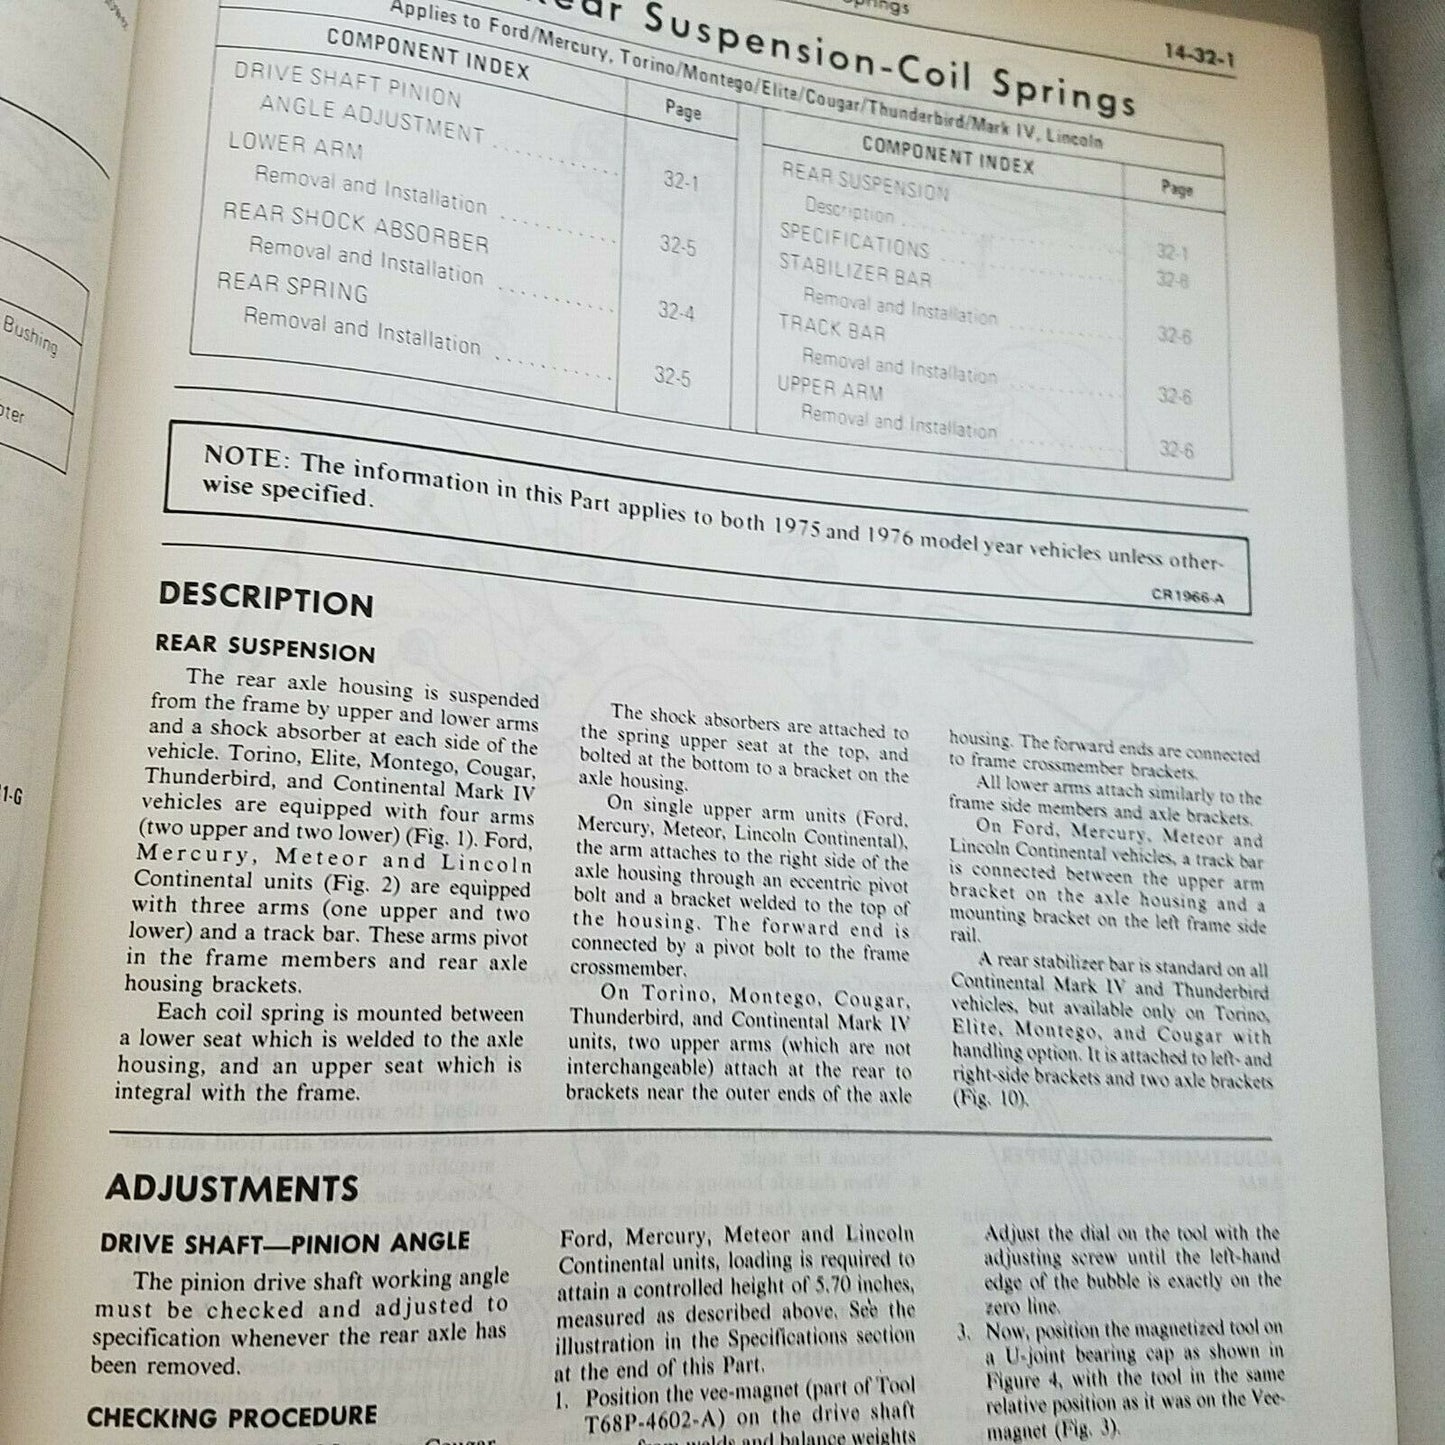 Springs
14-32-1
Rear Suspension-Coil Springs
Applies to Ford/Mercury, Torino/Montego/Elite/Cougar/Thunderbird/Mark IV, Lincoln
COMPONENT INDEX Page
DRIVE SHAFT PINION
ANGLE ADJUSTMENT . . . . . . . . . . 32-1
LOWER ARM
Removal and Installation . . . . . . . . . 32-5
REAR SHOCK ABSORBER
Removal and Installation . . . . . . . . . 32-4
REAR SPRING
Removal and Installation . . . . . . . . . 32-5
COMPONENT INDEX Page
REAR SUSPENSION
Description . . . . . . . . . . 32-1
SPECIFICATIONS . . . . . . . . . . 32-8
STABILIZER BAR
Removal and Installation . . . . . . . . . 32-6
TRACK BAR
Removal and Installation . . . . . . . . . 32-6
UPPER ARM
Removal and Installation . . . . . . . . . 32-6
NOTE: The information in this Part applies to both 1975 and 1976 model year vehicles unless other-
wise specified.
CR1966-A
DESCRIPTION
REAR SUSPENSION
The rear axle housing is suspended
from the frame by upper and lower arms
and a shock absorber at each side of the
vehicle. Torino, Elite, Montego, Cougar,
Thunderbird, and Continental Mark IV
vehicles are equipped with four arms
(two upper and two lower) (Fig. 1). Ford,
Mercury, Meteor and Lincoln
Continental units (Fig. 2) are equipped
with three arms (one upper and two
lower) and a track bar. These arms pivot
in the frame members and rear axle
housing brackets.
Each coil spring is mounted between
a lower seat which is welded to the axle
housing, and an upper seat which is
integral with the frame.
The shock absorbers are attached to
the spring upper seat at the top, and
bolted at the bottom to a bracket on the
axle housing.
On single upper arm units (Ford,
Mercury, Meteor, Lincoln Continental),
the arm attaches to the right side of the
axle housing through an eccentric pivot
bolt and a bracket welded to the top of
the housing. The forward end is
connected by a pivot bolt to the frame
crossmember.
On Torino, Montego, Cougar,
Thunderbird, and Continental Mark IV
units, two upper arms (which are not
interchangeable) attach at the rear to
brackets near the outer ends of the axle
housing. The forward ends are connected
to frame crossmember brackets.
All lower arms attach similarly to the
frame side members and axle brackets.
On Ford, Mercury, Meteor and
Lincoln Continental vehicles, a track bar
is connected between the upper arm
bracket on the axle housing and a
mounting bracket on the left frame side
rail.
A rear stabilizer bar is standard on all
Continental Mark IV and Thunderbird
vehicles, but available only on Torino,
Elite, Montego, and Cougar with
handling option. It is attached to left- and
right-side brackets and two axle brackets
(Fig. 10).
ADJUSTMENTS
DRIVE SHAFT—PINION ANGLE
The pinion drive shaft working angle
must be checked and adjusted to
specification whenever the rear axle has
been removed.
CHECKING PROCEDURE
Cougar
Ford, Mercury, Meteor and Lincoln
Continental units, loading is required to
attain a controlled height of 5.70 inches,
measured as described above. See the
illustration in the Specifications section
at the end of this Part.
1. Position the vee-magnet (part of Tool
T68P-4602-A) on the drive shaft
from welds and balance weights
Adjust the dial on the tool with the
adjusting screw until the left-hand
edge of the bubble is exactly on the
zero line.
3. Now, position the magnetized tool on
a U-joint bearing cap as shown in
Figure 4, with the tool in the same
relative position as it was on the Vee-
magnet (Fig. 3).
Bushing
1-G